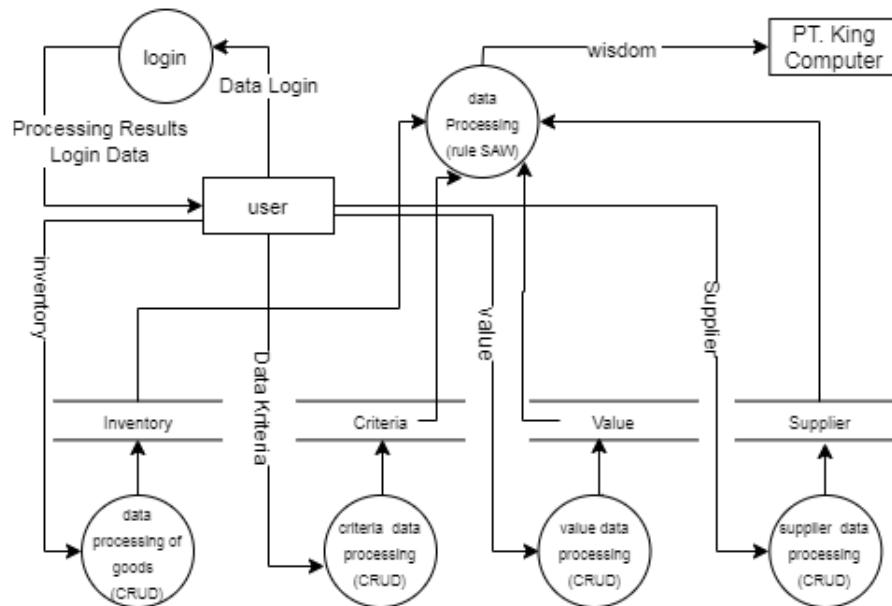 login
Data Login
Processing Results
Login Data
user
data
Processing
(rule SAW)
wisdom
PT. King
Computer
inventory
Data Kriteria
value
Supplier
Inventory
Criteria
Value
Supplier
data
processing of
goods
(CRUD)
criteria data
processing
(CRUD)
value data
processing
(CRUD)
supplier data
processing
(CRUD)